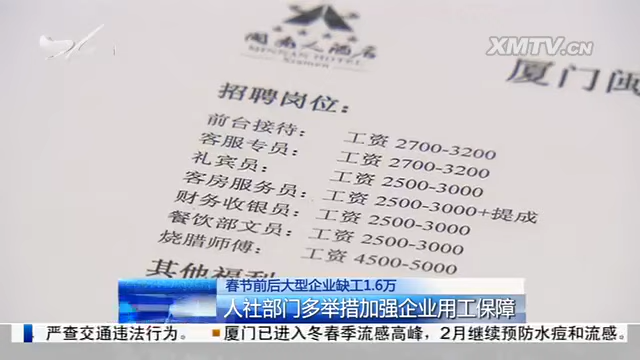 XMTV.CN
闽南人酒店
MINNAN HOTEL
Xiamen
厦门闽
招聘岗位:
前台接待: 工资 2700-3200
客服专员: 工资 2700-3200
礼宾员: 工资 2500-3000
客房服务员: 工资 2500-3000+提成
财务收银员: 工资 2500-3000
餐饮部文员: 工资 2500-3000
烧腊师傅: 工资 4500-5000
其他福利
春节前后大型企业缺工1.6万
人社部门多举措加强企业用工保障
，严查交通违法行为。 ■厦门已进入冬春季流感高峰，2月继续预防水痘和流感。